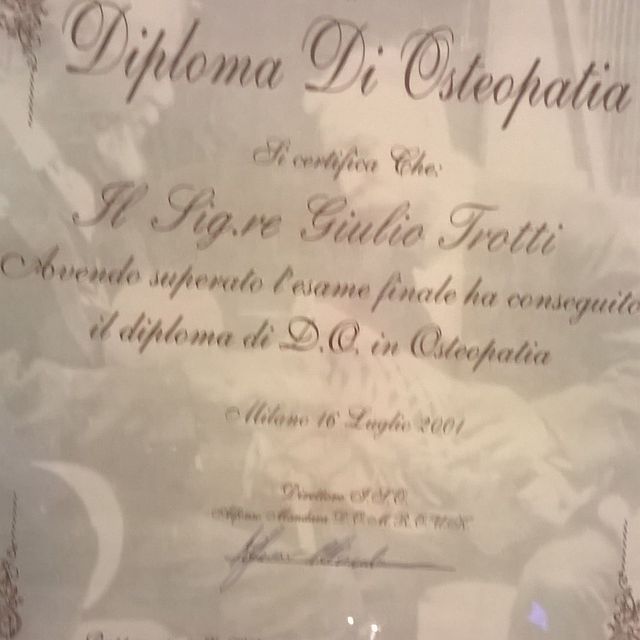 Diploma Di Osteopatia
Si certifica Che:
Il Sig.re Giulio Trotti
Avendo superato l'esame finale ha conseguito
il diploma di D.O. in Osteopatia
Milano 16 Luglio 2001